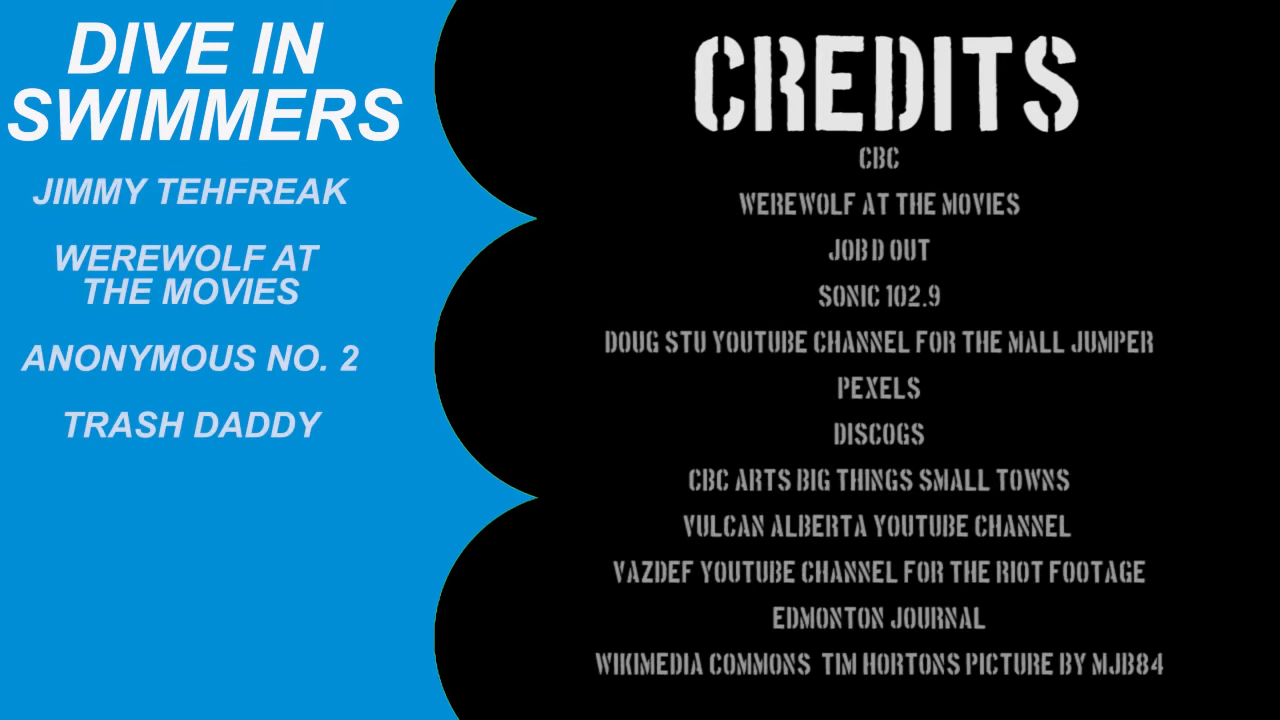 DIVE IN
SWIMMERS
JIMMY TEHFREAK
WEREWOLF AT
THE MOVIES
ANONYMOUS NO. 2
TRASH DADDY
CREDITS
CBC
WEREWOLF AT THE MOVIES
JOB D OUT
SONIC 102.9
DOUG STU YOUTUBE CHANNEL FOR THE MALL JUMPER
PEXELS
DISCOGS
CBC ARTS BIG THINGS SMALL TOWNS
VULCAN ALBERTA YOUTUBE CHANNEL
VAZDEF YOUTUBE CHANNEL FOR THE RIOT FOOTAGE
EDMONTON JOURNAL
WIKIMEDIA COMMONS TIM HORTONS PICTURE BY MJB84